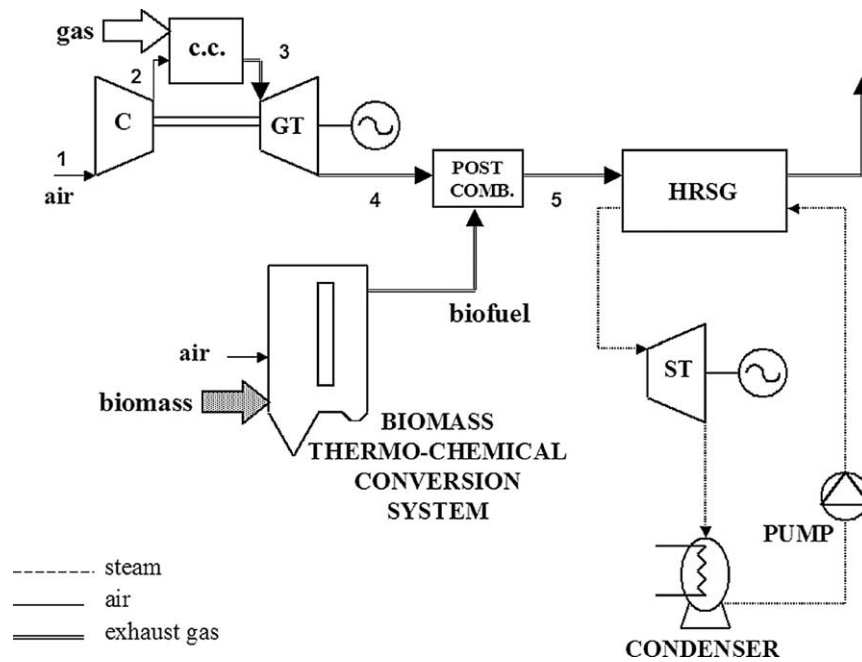 gas
c.c.
3
2
C
GT
1
air
POST
COMB.
4
5
HRSG
biofuel
air
biomass
ST
BIOMASS
THERMO-CHEMICAL
CONVERSION
SYSTEM
PUMP
steam
air
exhaust gas
CONDENSER